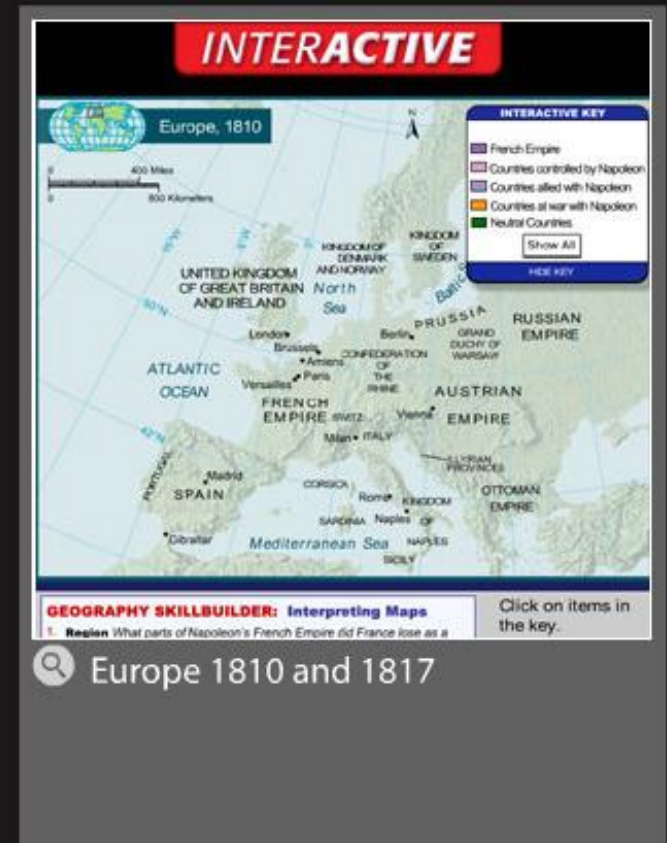 INTERACTIVE
Europe, 1810
N
INTERACTIVE KEY
French Empire
Countries controlled by Napoleon
Countries allied with Napoleon
Countries at war with Napoleon
Neutral Countries
Show All
HIDE KEY
0 400 Miles
0 800 Kilometers
KINGDOM OF
DENMARK
AND NORWAY
KINGDOM
OF
SWEDEN
UNITED KINGDOM
OF GREAT BRITAIN
AND IRELAND
North
Sea
Baltic
50°N
42°N
London
Brussels
Amiens
Paris
Versailles
Berlin
PRUSSIA
GRAND
DUCHY OF
WARSAW
RUSSIAN
EMPIRE
CONFEDERATION
OF
THE
RHINE
ATLANTIC
OCEAN
FRENCH
EMPIRE
SWITZ.
Vienna
AUSTRIAN
EMPIRE
Milan
ITALY
ILLYRIAN
PROVINCES
PORTUGAL
Madrid
SPAIN
CORSICA
Rome
KINGDOM
OF
NAPLES
Naples
OTTOMAN
EMPIRE
SARDINIA
Gibraltar
Mediterranean Sea
SICILY
GEOGRAPHY SKILLBUILDER: Interpreting Maps
1. Region What parts of Napoleon's French Empire did France lose as a
Click on items in
the key.
Europe 1810 and 1817